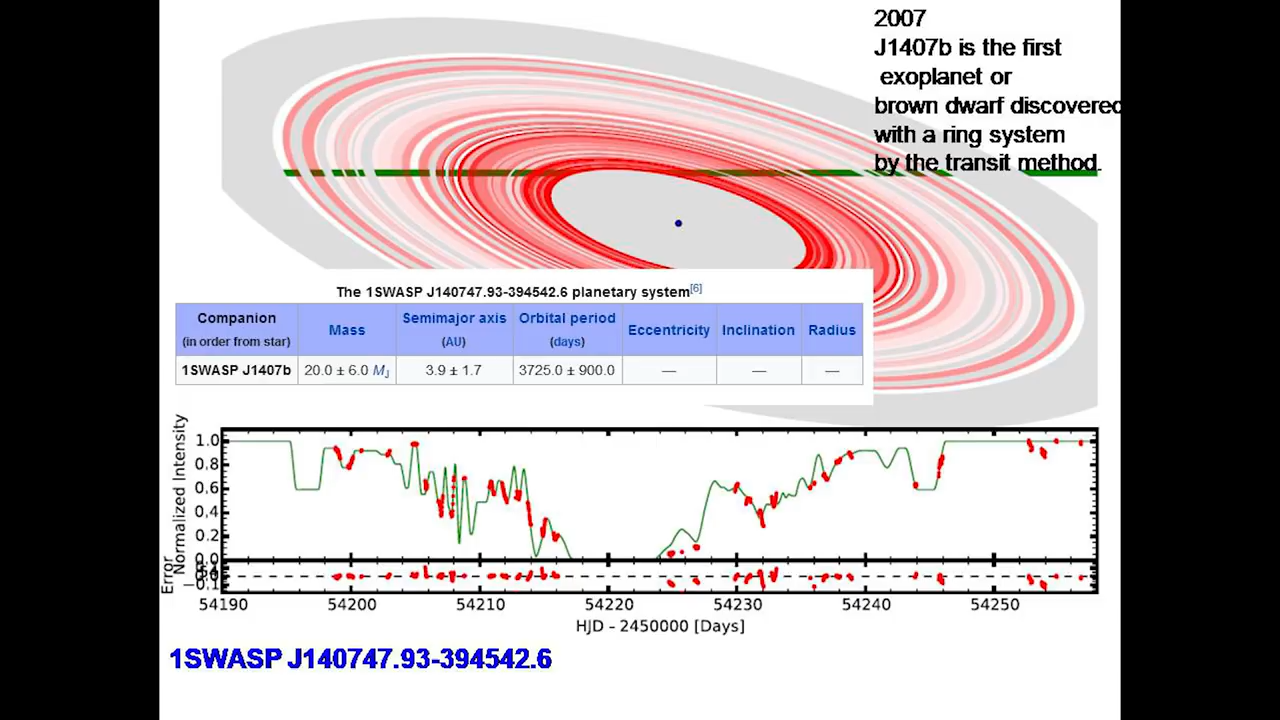 2007
J1407b is the first
exoplanet or
brown dwarf discovered
with a ring system
by the transit method.
The 1SWASP J140747.93-394542.6 planetary system[6]
Companion (in order from star) Mass Semimajor axis (AU) Orbital period (days) Eccentricity Inclination Radius
1SWASP J1407b 20.0 ± 6.0 MJ 3.9 ± 1.7 3725.0 ± 900.0 — — —
Normalized Intensity
1.0
0.8
0.6
0.4
0.2
0.0
Error
−0.1
54190 54200 54210 54220 54230 54240 54250
HJD - 2450000 [Days]
1SWASP J140747.93-394542.6